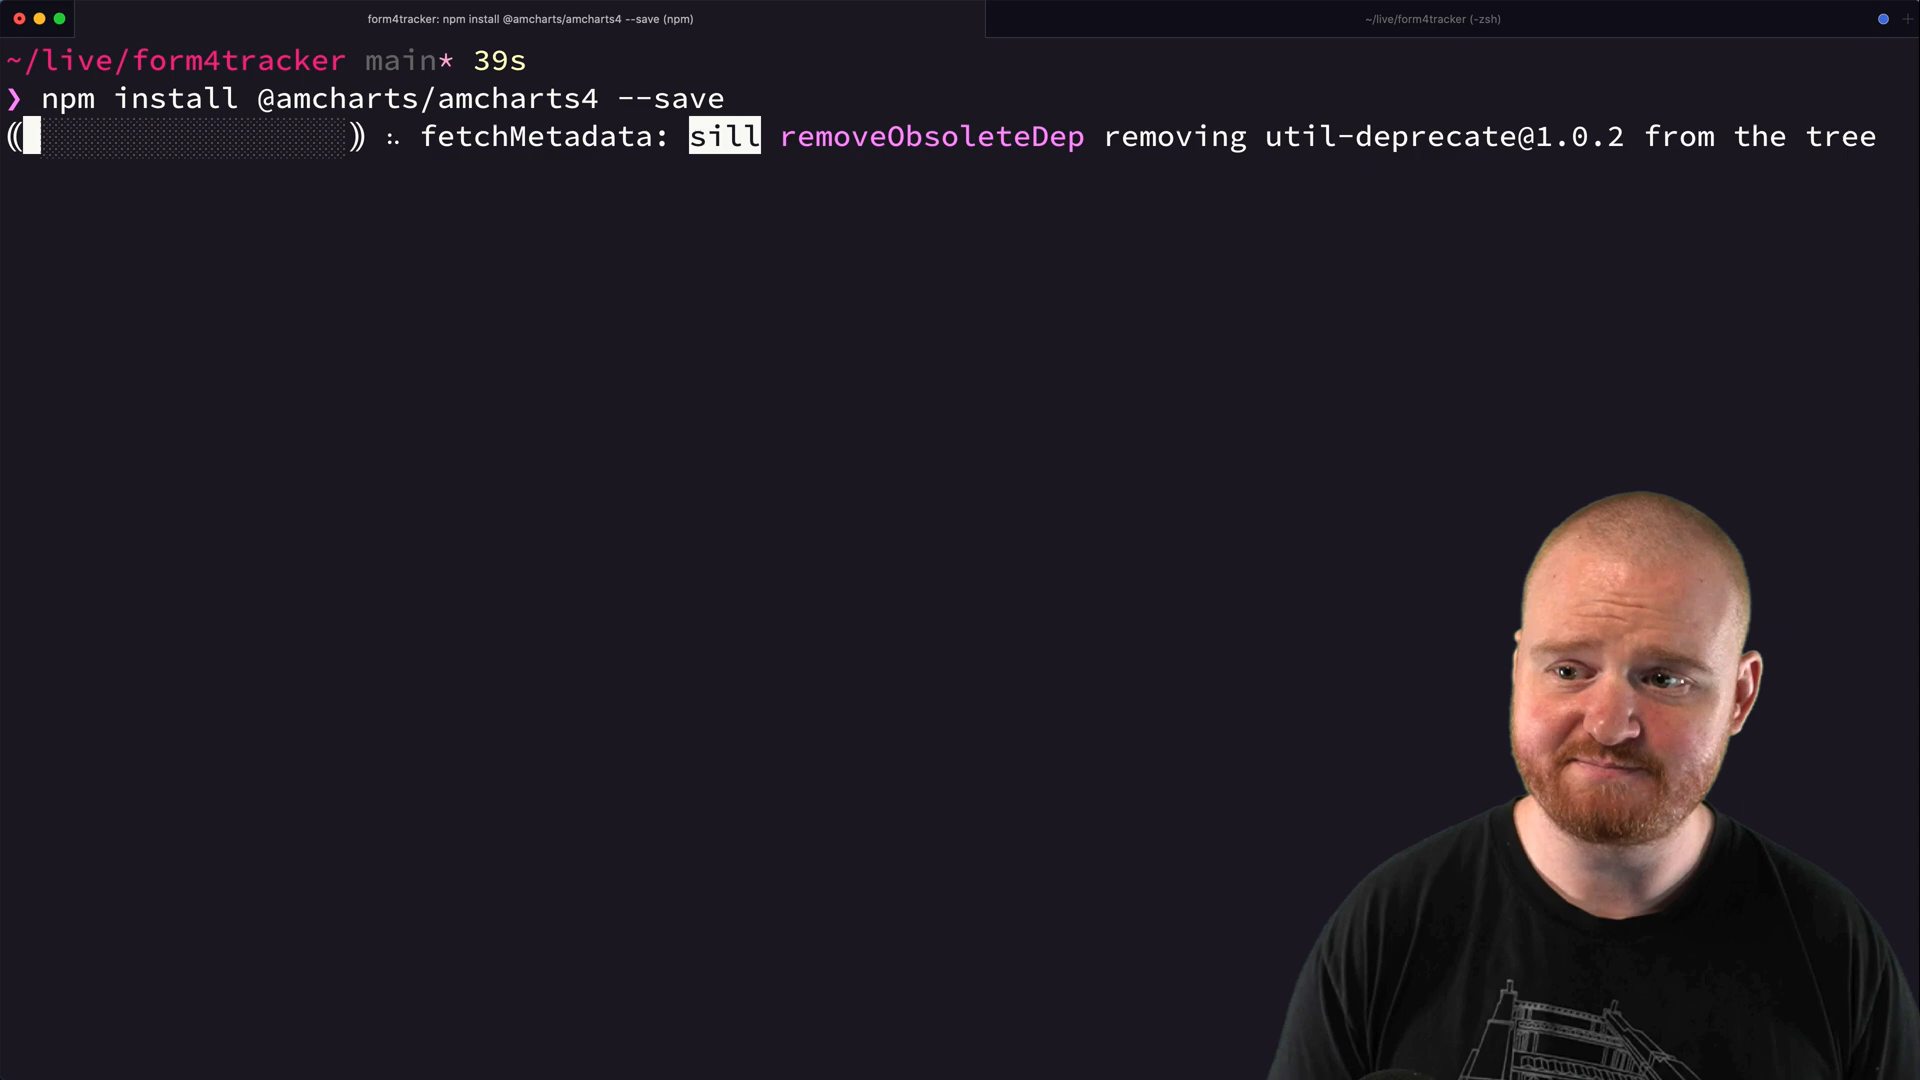 form4tracker: npm install @amcharts/amcharts4 --save (npm)
~/live/form4tracker (-zsh)
~/live/form4tracker main* 39s
❯ npm install @amcharts/amcharts4 --save
⸨ ░░░░░░░░░░░░░░░░░⸩ ⠢ fetchMetadata: sill removeObsoleteDep removing util-deprecate@1.0.2 from the tree